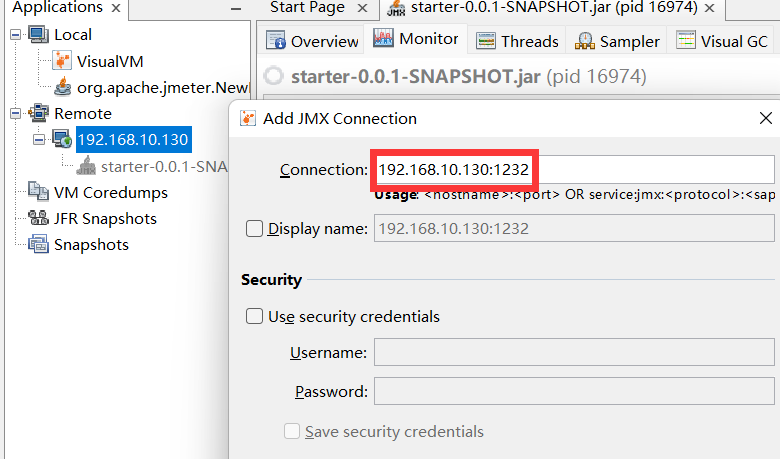 Applications
Start Page
starter-0.0.1-SNAPSHOT.jar (pid 16974)
Overview
Monitor
Threads
Sampler
Visual GC
starter-0.0.1-SNAPSHOT.jar (pid 16974)
Local
VisualVM
org.apache.jmeter.New
Remote
192.168.10.130
starter-0.0.1-SNA
VM Coredumps
JFR Snapshots
Snapshots
Add JMX Connection
Connection: 192.168.10.130:1232
Usage: <hostname>:<port> OR service:jmx:<protocol>:<sap
Display name: 192.168.10.130:1232
Security
Use security credentials
Username:
Password:
Save security credentials